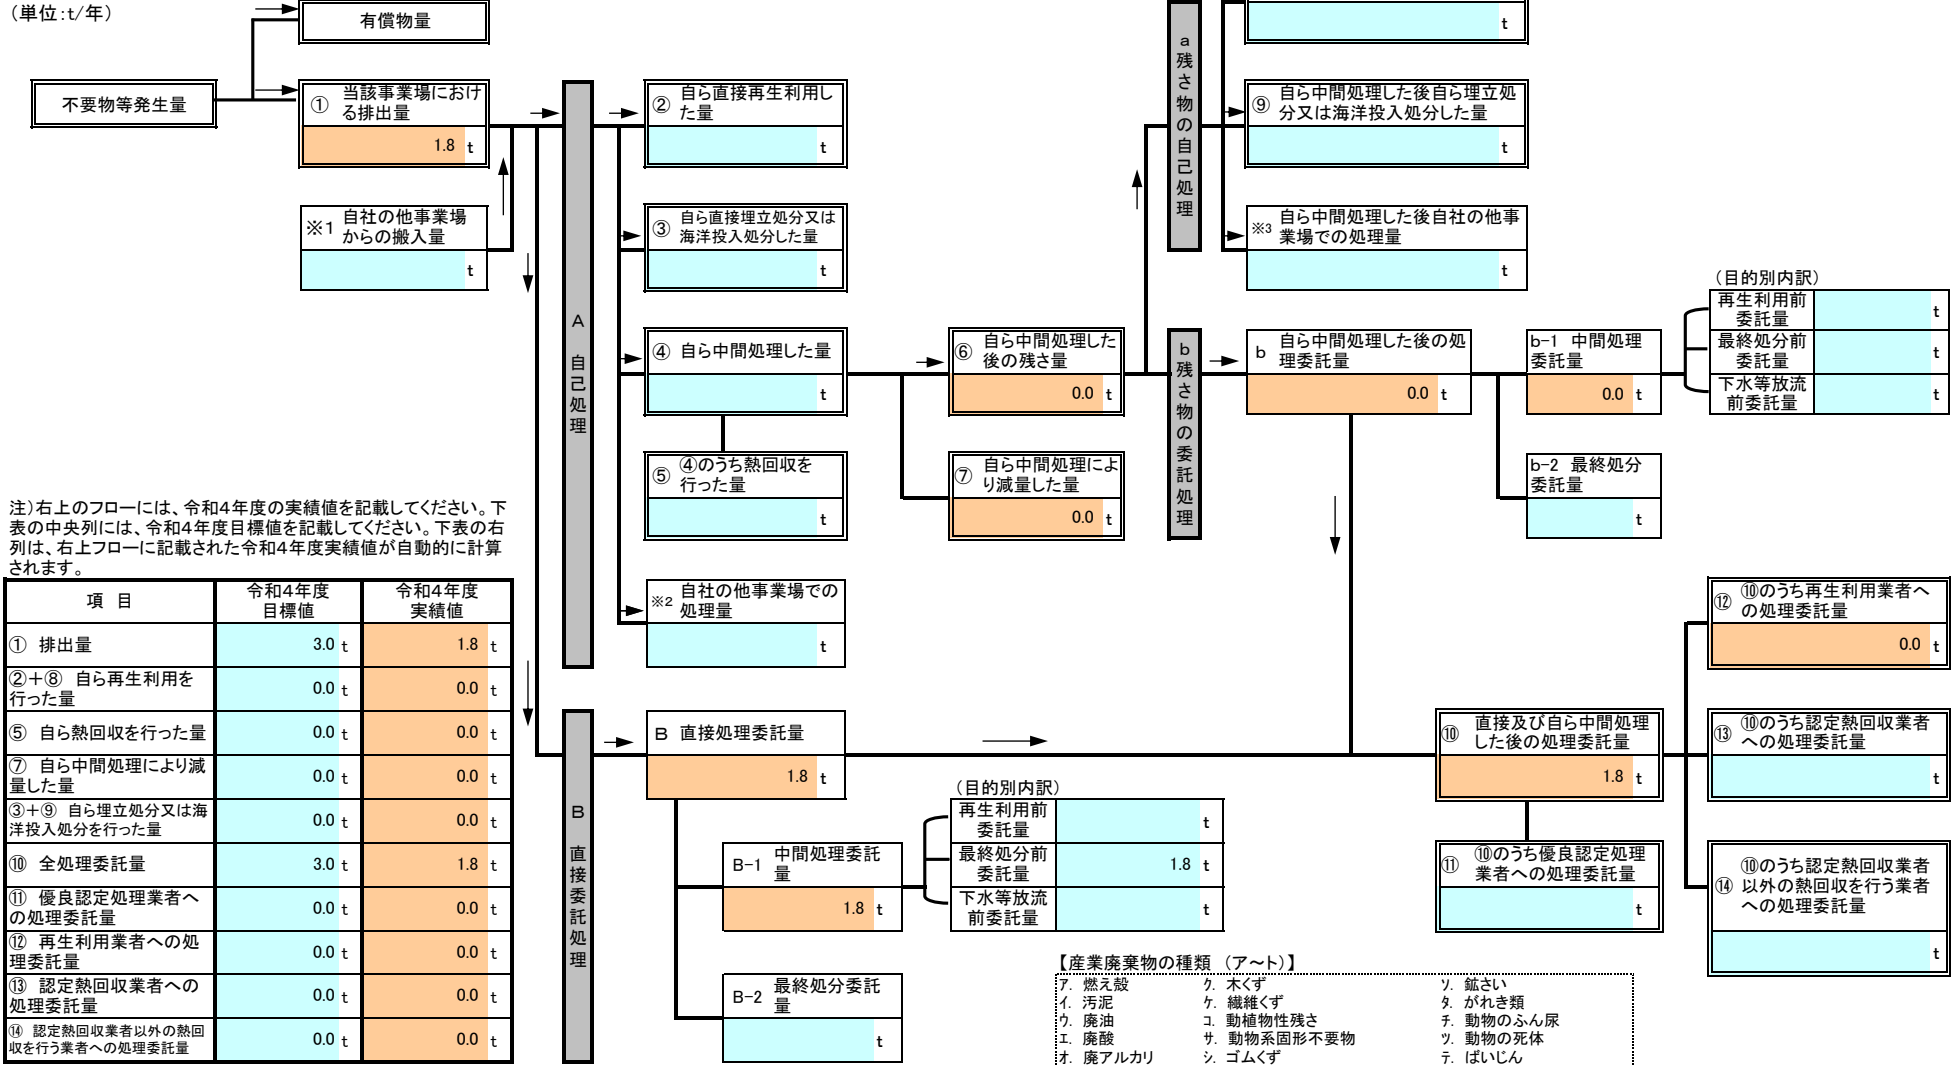 （単位：t/年）
有償物量
不要物等発生量
① 当該事業場におけ
る排出量
1.8 t
※1 自社の他事業場
からの搬入量
t
A 自己処理
② 自ら直接再生利用し
た量
t
③ 自ら直接埋立処分又は
海洋投入処分した量
t
④ 自ら中間処理した量
t
⑤ ④のうち熱回収を
行った量
t
※2 自社の他事業場での
処理量
t
⑥ 自ら中間処理した
後の残さ量
0.0 t
⑦ 自ら中間処理によ
り減量した量
0.0 t
a 残さ物の自己処理
t
⑨ 自ら中間処理した後自ら埋立処
分又は海洋投入処分した量
t
※3 自ら中間処理した後自社の他事
業場での処理量
t
b 残さ物の委託処理
b 自ら中間処理した後の処
理委託量
0.0 t
b-1 中間処理
委託量
0.0 t
b-2 最終処分
委託量
t
（目的別内訳）
再生利用前
委託量 t
最終処分前
委託量 t
下水等放流
前委託量 t
注）右上のフローには、令和４年度の実績値を記載してください。下
表の中央列には、令和４年度目標値を記載してください。下表の右
列は、右上フローに記載された令和４年度実績値が自動的に計算
されます。
項 目 令和４年度
目標値 令和４年度
実績値
① 排出量 3.0 t 1.8 t
②＋⑧ 自ら再生利用を
行った量 0.0 t 0.0 t
⑤ 自ら熱回収を行った量 0.0 t 0.0 t
⑦ 自ら中間処理により減
量した量 0.0 t 0.0 t
③＋⑨ 自ら埋立処分又は海
洋投入処分を行った量 0.0 t 0.0 t
⑩ 全処理委託量 3.0 t 1.8 t
⑪ 優良認定処理業者へ
の処理委託量 0.0 t 0.0 t
⑫ 再生利用業者への処
理委託量 0.0 t 0.0 t
⑬ 認定熱回収業者への
処理委託量 0.0 t 0.0 t
⑭ 認定熱回収業者以外の熱回
収を行う業者への処理委託量 0.0 t 0.0 t
B 直接委託処理
B 直接処理委託量
1.8 t
B-1 中間処理委託
量
1.8 t
B-2 最終処分委託
量
t
（目的別内訳）
再生利用前
委託量 t
最終処分前
委託量 1.8 t
下水等放流
前委託量 t
⑩ 直接及び自ら中間処理
した後の処理委託量
1.8 t
⑪ ⑩のうち優良認定処理
業者への処理委託量
t
⑫ ⑩のうち再生利用業者へ
の処理委託量
0.0 t
⑬ ⑩のうち認定熱回収業者
への処理委託量
t
⑭ ⑩のうち認定熱回収業者
以外の熱回収を行う業者
への処理委託量
t
【産業廃棄物の種類 （ア～ト）】
ア. 燃え殻 ク. 木くず ソ. 鉱さい
イ. 汚泥 ケ. 繊維くず タ. がれき類
ウ. 廃油 コ. 動植物性残さ チ. 動物のふん尿
エ. 廃酸 サ. 動物系固形不要物 ツ. 動物の死体
オ. 廃アルカリ シ. ゴムくず テ. ばいじん